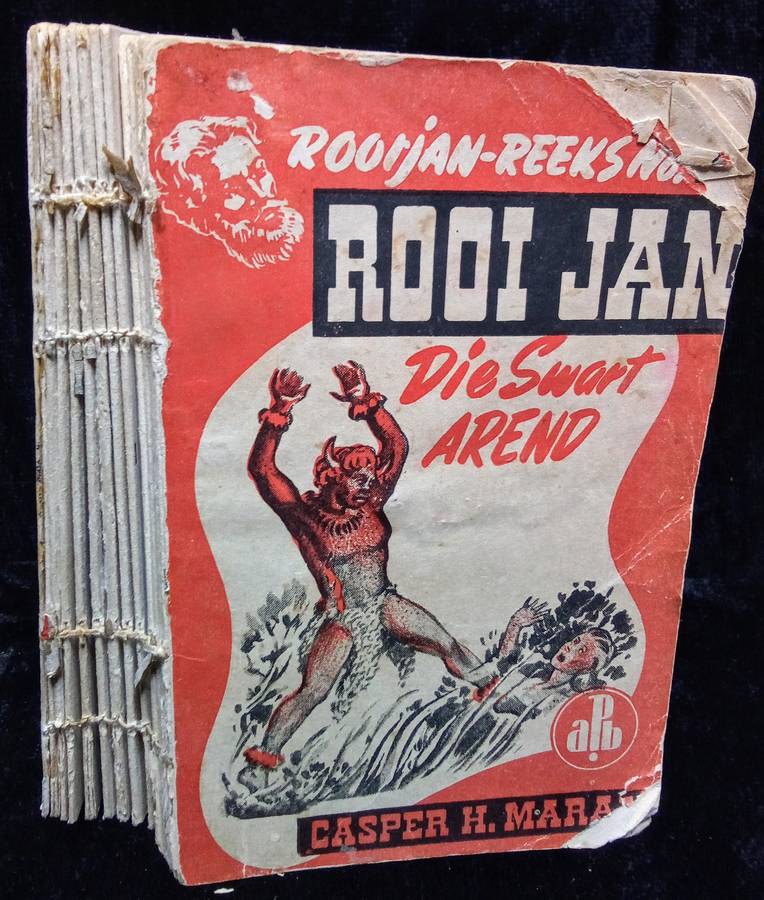 ROOIJAN-REEKS No.
ROOI JAN
Die Swart
AREND
aPb
CASPER H. MARA